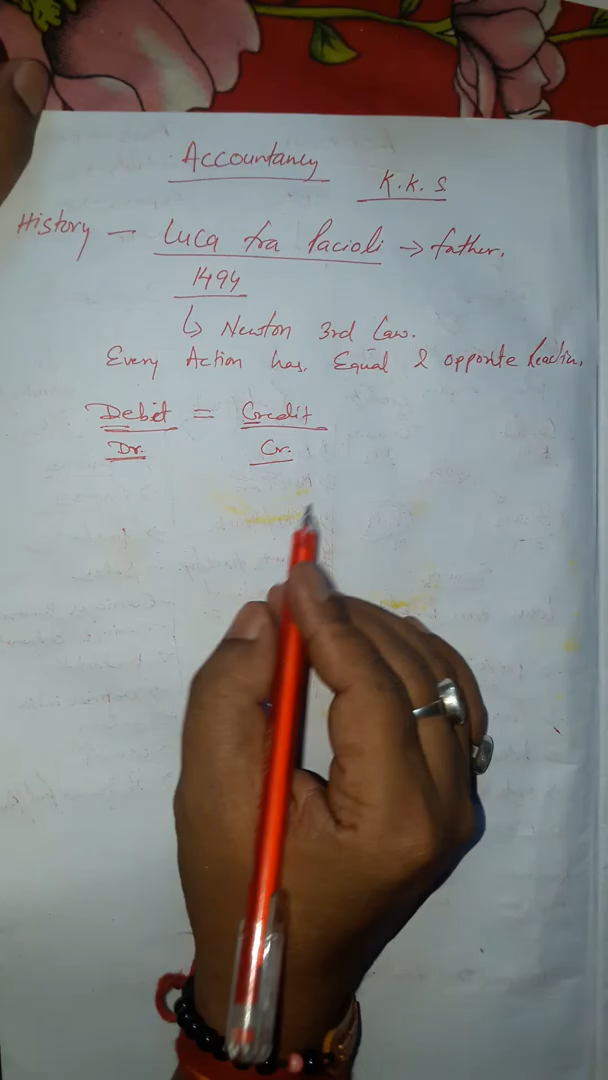 Accountancy
K.K.S
History - Luca fra Pacioli → father.
1494
↳ Newton 3rd Law.
Every Action has. Equal & opposite Reaction.
Debit = Credit
Dr. Cr.